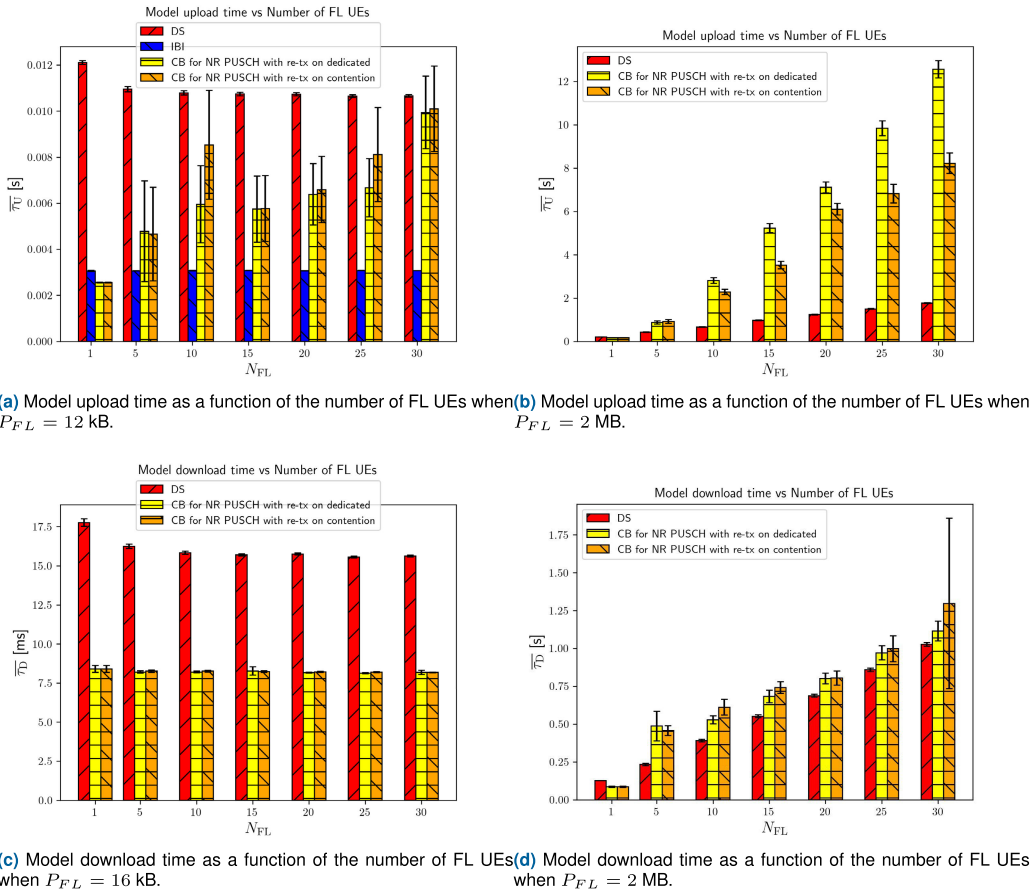 Model upload time vs Number of FL UEs
DS
IBI
CB for NR PUSCH with re-tx on dedicated
CB for NR PUSCH with re-tx on contention
0.012
0.010
0.008
0.006
0.004
0.002
0.000
τ̅_U [s]
1 5 10 15 20 25 30
N_FL
(a) Model upload time as a function of the number of FL UEs when
P_FL = 12 kB.
Model upload time vs Number of FL UEs
DS
CB for NR PUSCH with re-tx on dedicated
CB for NR PUSCH with re-tx on contention
12
10
8
6
4
2
0
τ̅_U [s]
1 5 10 15 20 25 30
N_FL
(b) Model upload time as a function of the number of FL UEs when
P_FL = 2 MB.
Model download time vs Number of FL UEs
DS
CB for NR PUSCH with re-tx on dedicated
CB for NR PUSCH with re-tx on contention
17.5
15.0
12.5
10.0
7.5
5.0
2.5
0.0
τ̅_D [ms]
1 5 10 15 20 25 30
N_FL
(c) Model download time as a function of the number of FL UEs
when P_FL = 16 kB.
Model download time vs Number of FL UEs
DS
CB for NR PUSCH with re-tx on dedicated
CB for NR PUSCH with re-tx on contention
1.75
1.50
1.25
1.00
0.75
0.50
0.25
0.00
τ̅_D [s]
1 5 10 15 20 25 30
N_FL
(d) Model download time as a function of the number of FL UEs
when P_FL = 2 MB.